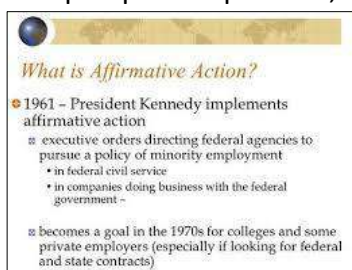 What is Affirmative Action?
1961 – President Kennedy implements
affirmative action
executive orders directing federal agencies to
pursue a policy of minority employment
• in federal civil service
• in companies doing business with the federal
government –
becomes a goal in the 1970s for colleges and some
private employers (especially if looking for federal
and state contracts)